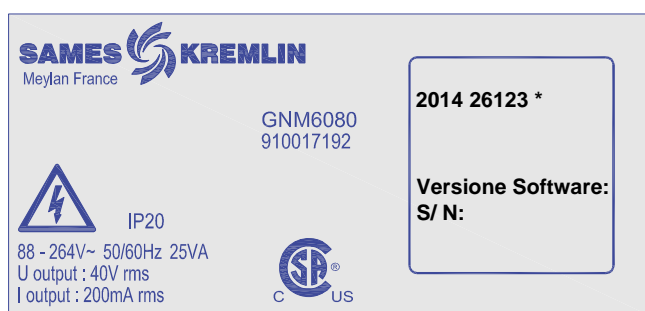 SAMES KREMLIN
Meylan France
GNM6080
910017192
2014 26123 *
Versione Software:
S/ N:
IP20
88 - 264V~ 50/60Hz 25VA
U output : 40V rms
I output : 200mA rms
C SA ® US